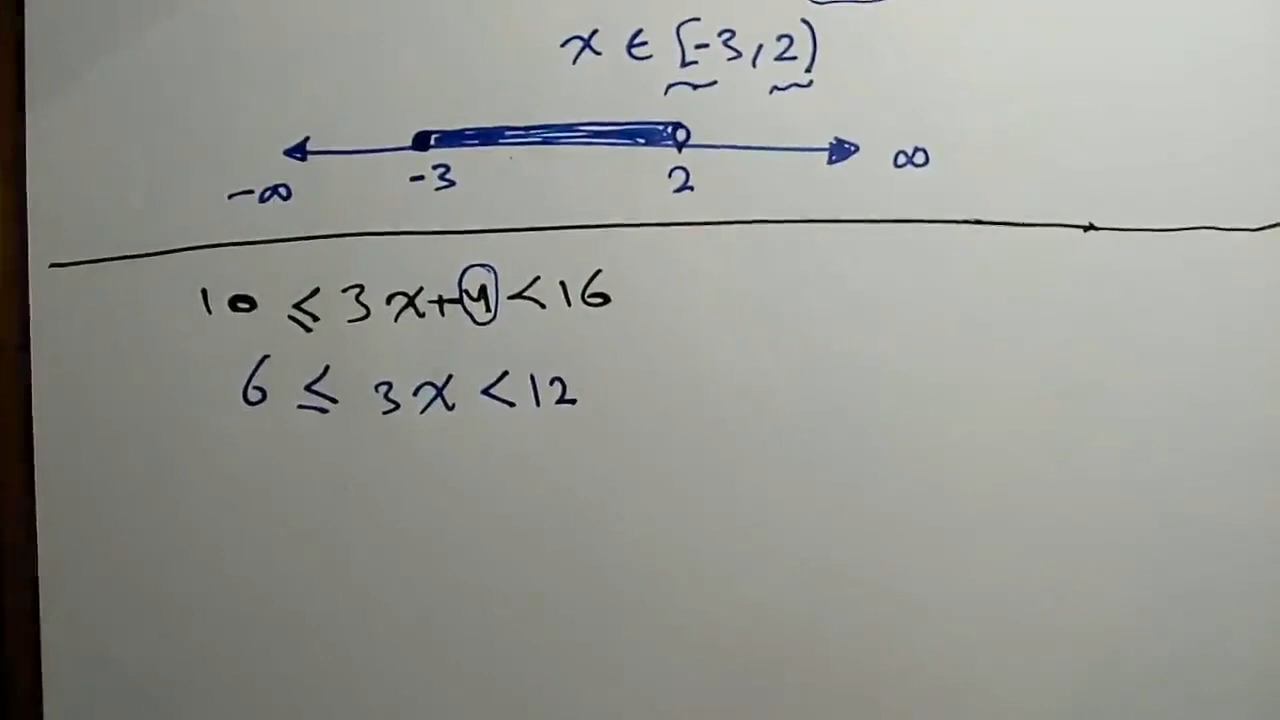 x ∈ [-3, 2)
-∞ -3 2 ∞
10 ≤ 3x+4 < 16
6 ≤ 3x < 12